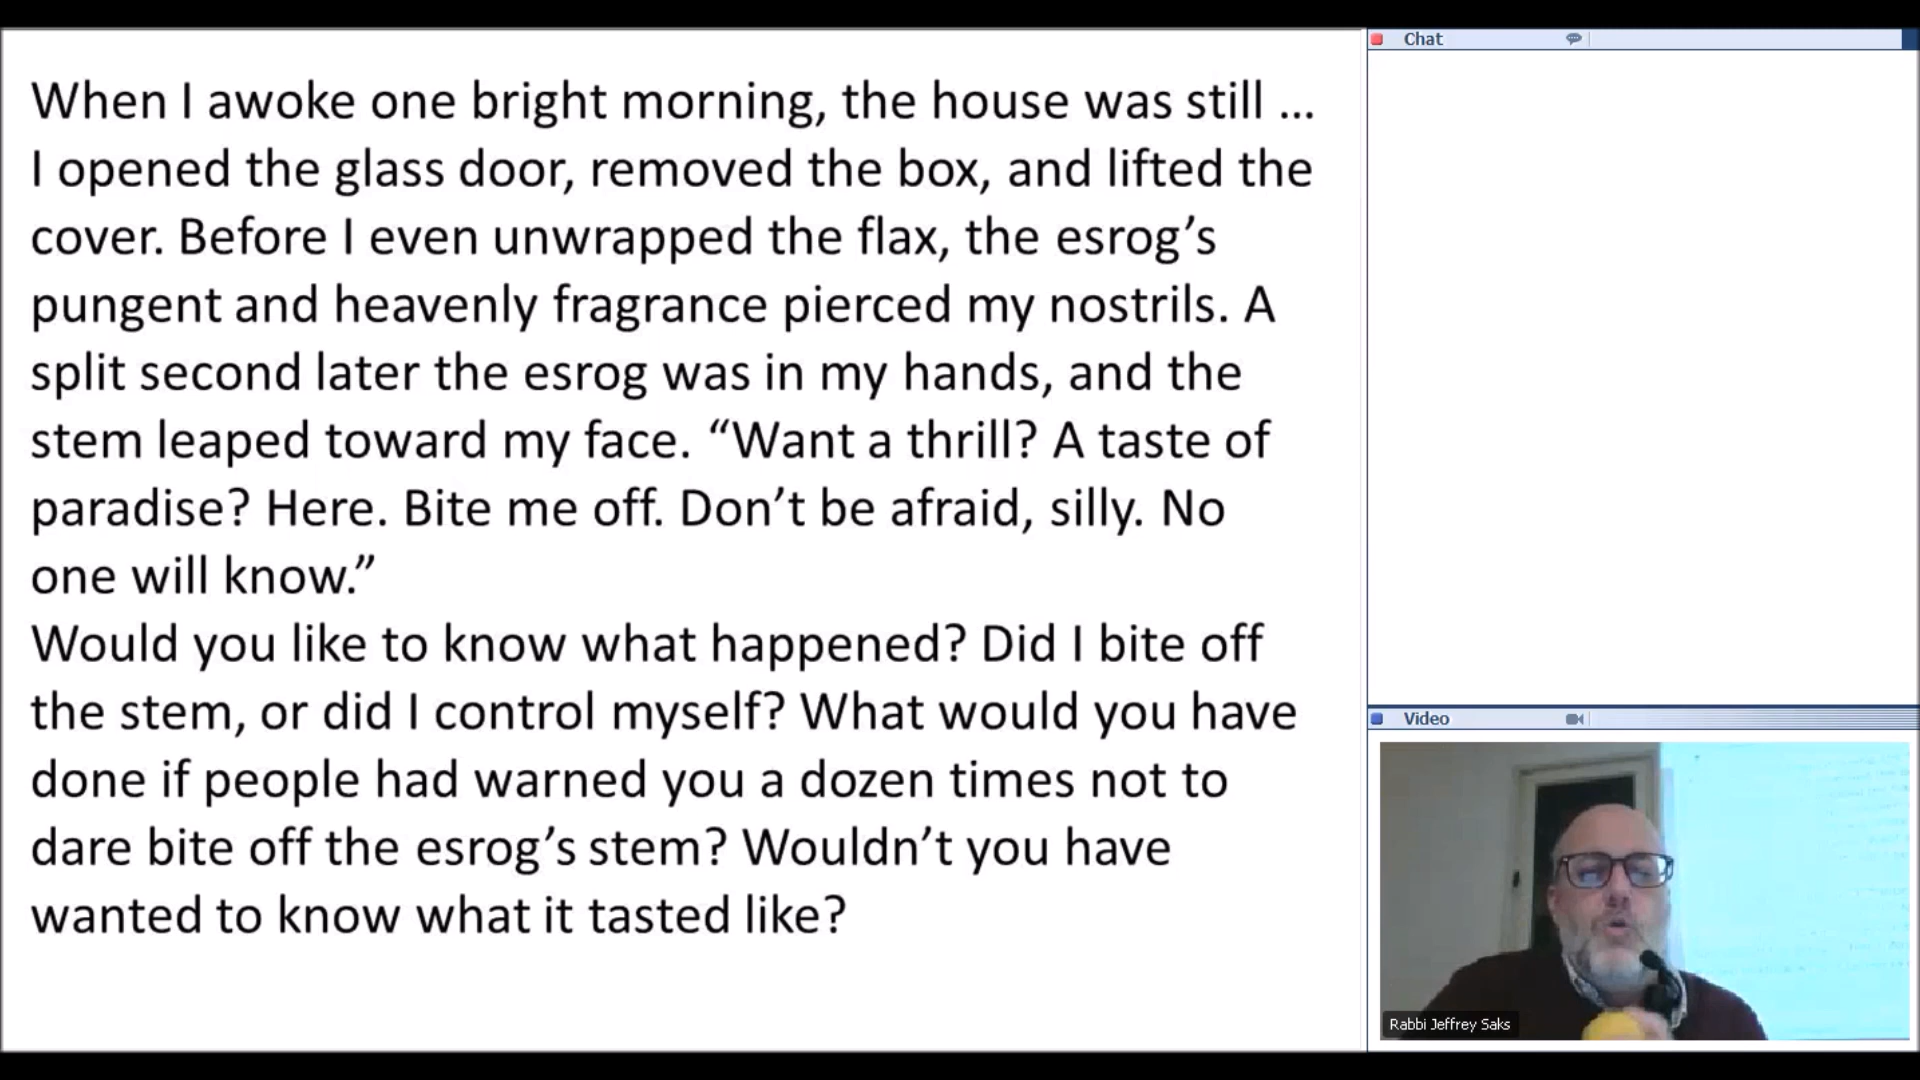 When I awoke one bright morning, the house was still …
I opened the glass door, removed the box, and lifted the
cover. Before I even unwrapped the flax, the esrog’s
pungent and heavenly fragrance pierced my nostrils. A
split second later the esrog was in my hands, and the
stem leaped toward my face. “Want a thrill? A taste of
paradise? Here. Bite me off. Don’t be afraid, silly. No
one will know.”
Would you like to know what happened? Did I bite off
the stem, or did I control myself? What would you have
done if people had warned you a dozen times not to
dare bite off the esrog’s stem? Wouldn’t you have
wanted to know what it tasted like?
Chat
Video
Rabbi Jeffrey Saks